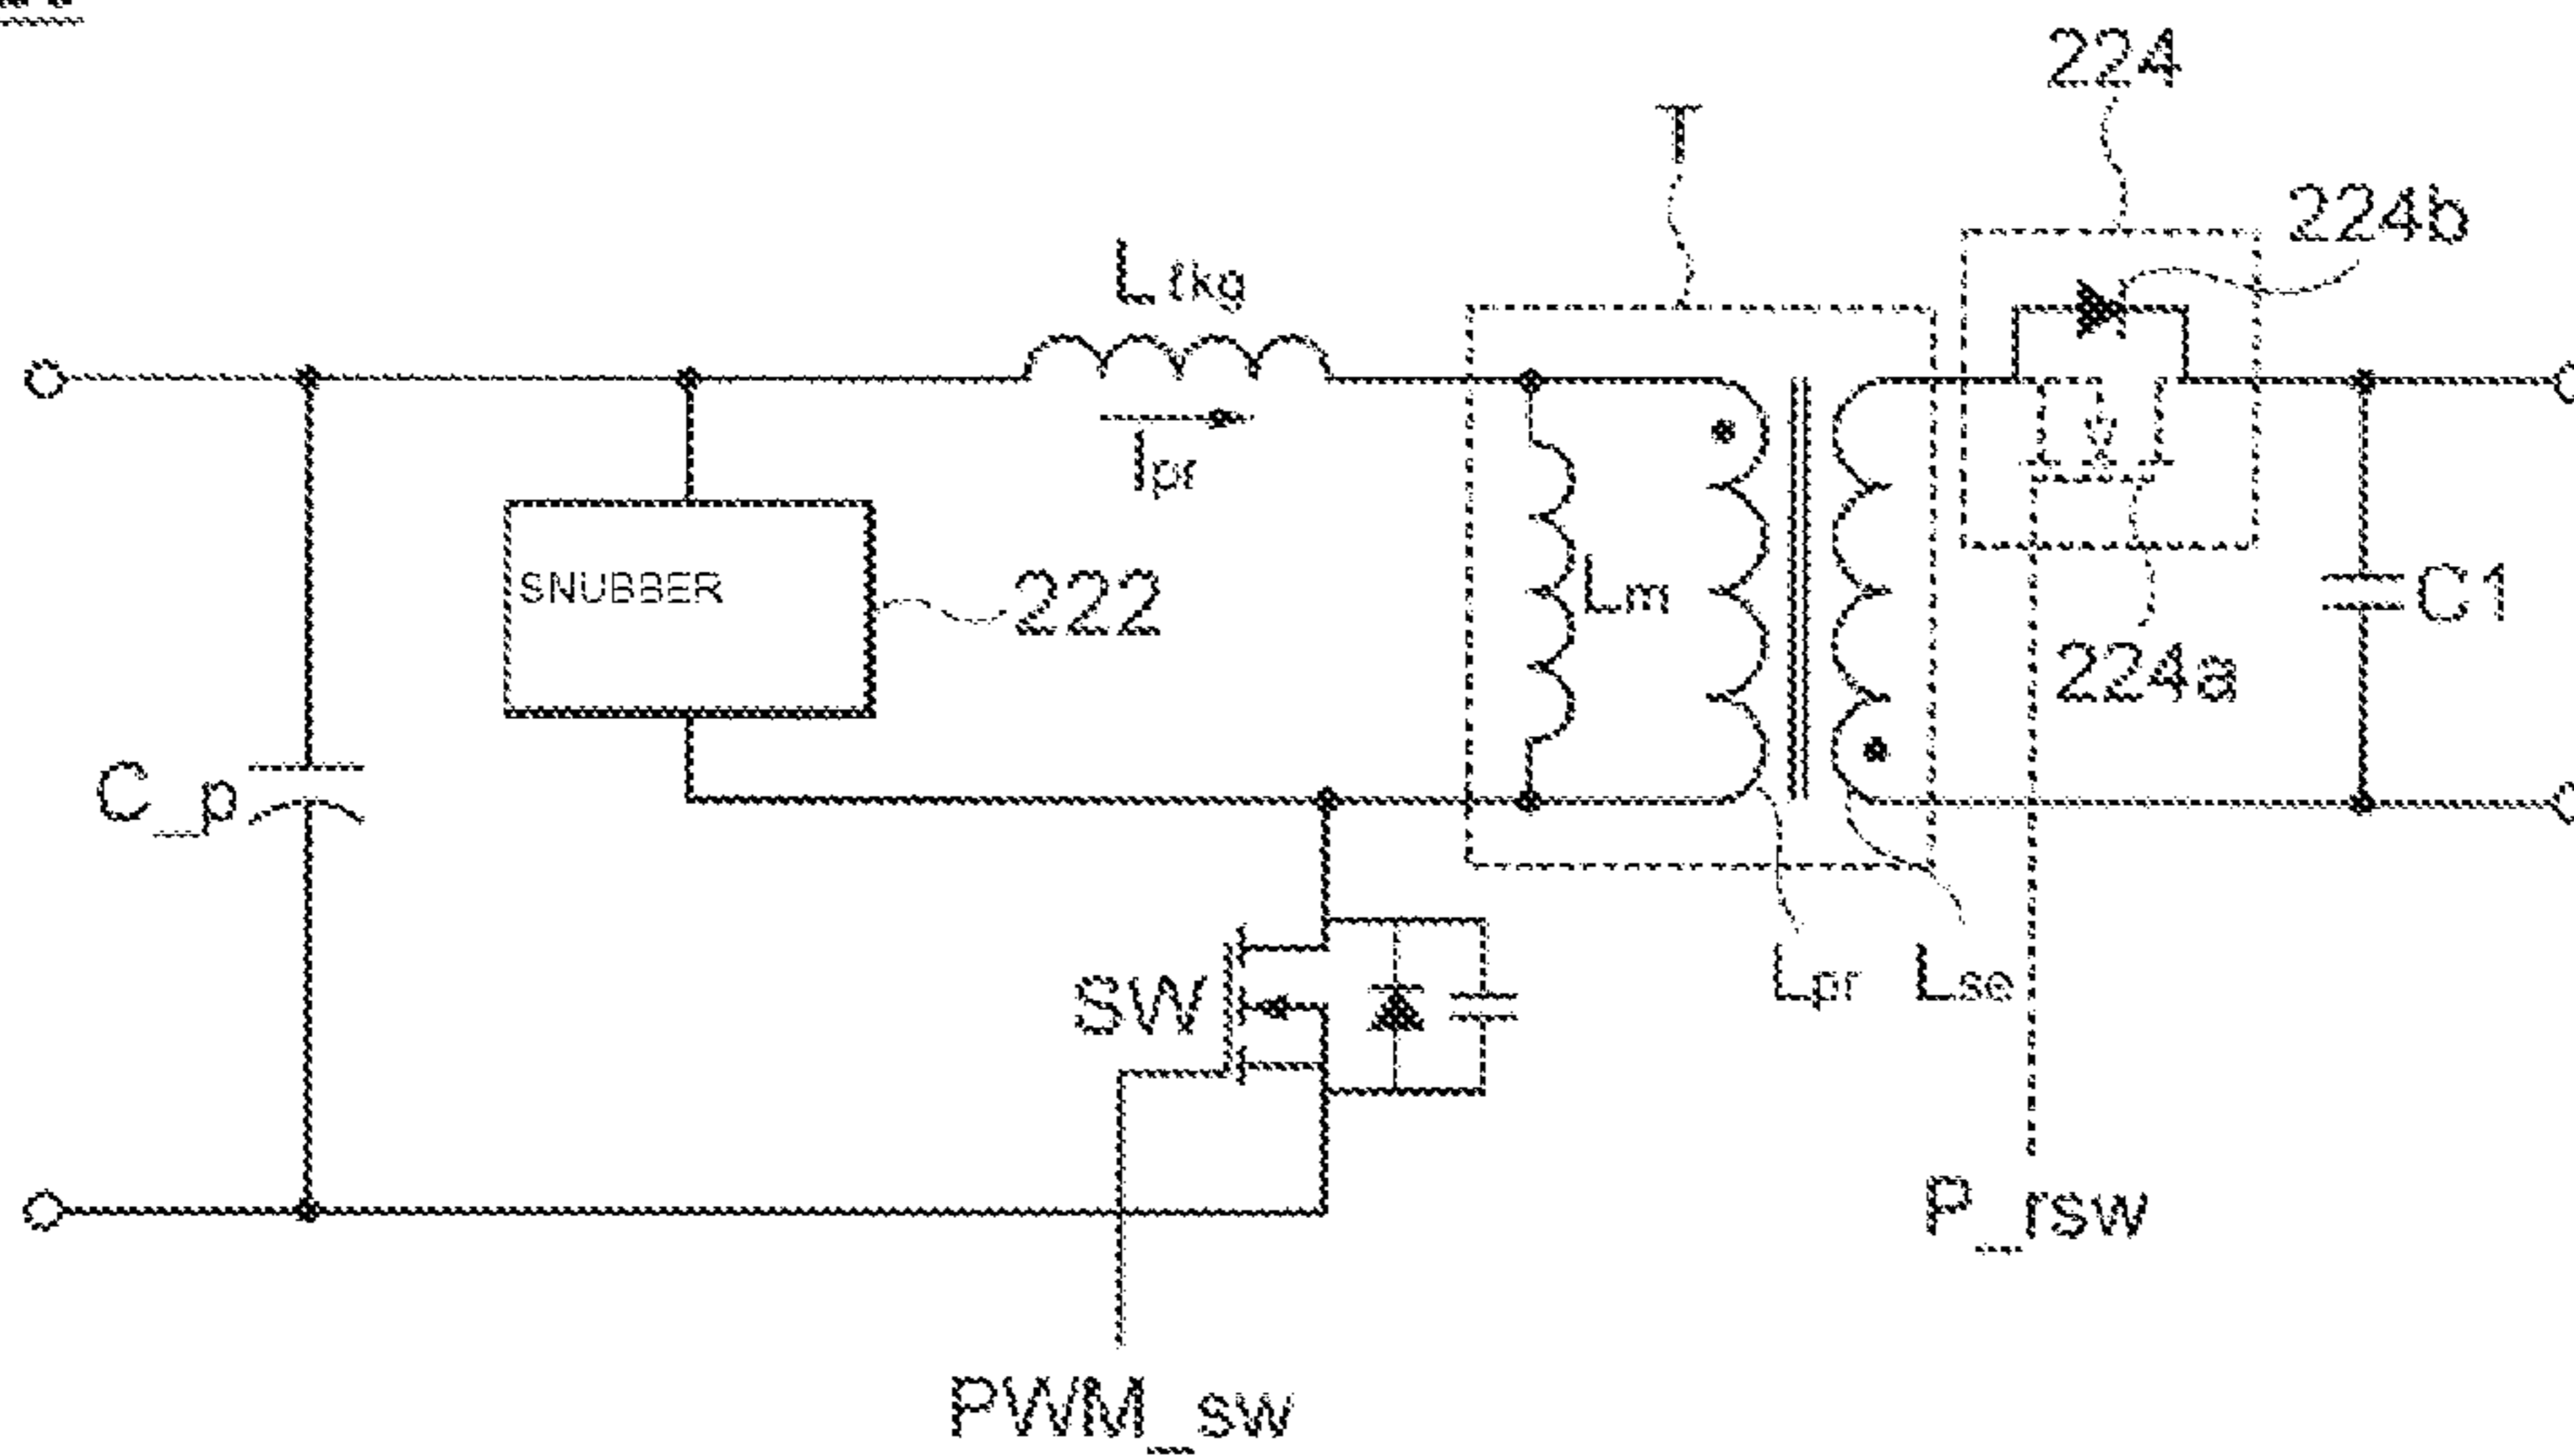 224
T
224b
Lℓkg
Ipr
SNUBBER
222
Lm
C1
224a
C_p
SW
Lpr
Lse
P_rsw
PWM_sw